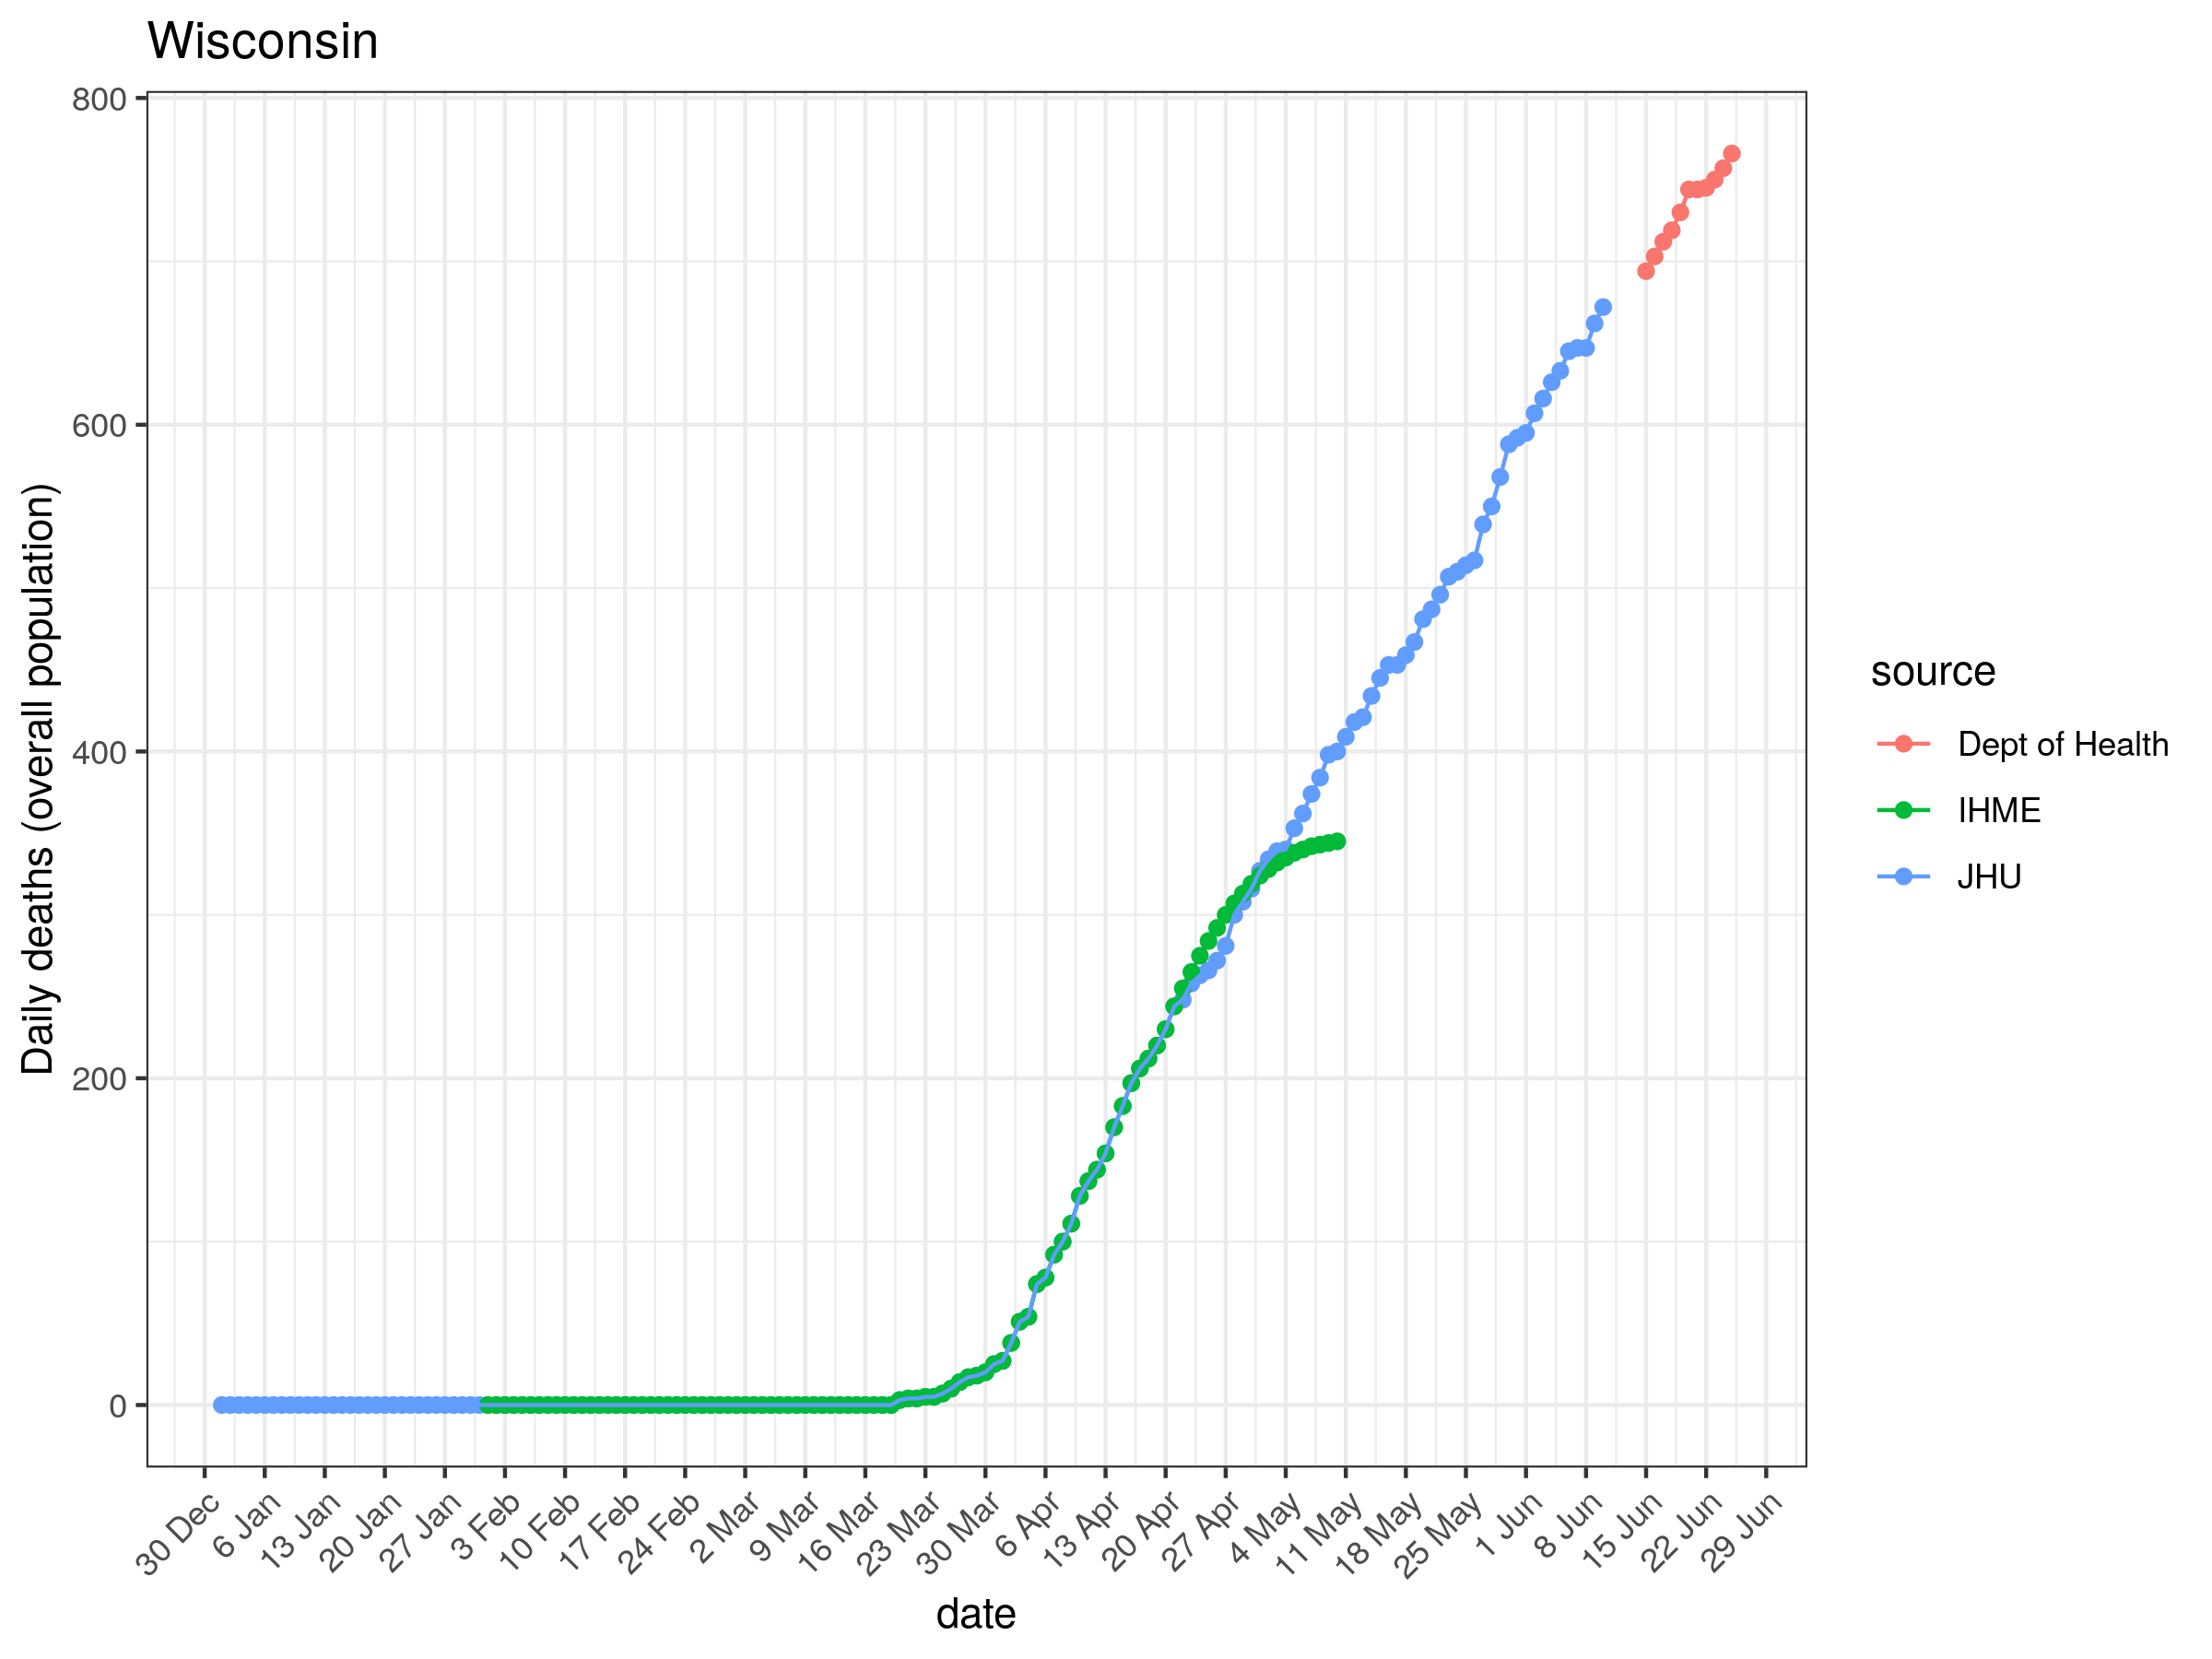 Wisconsin
Daily deaths (overall population)
800
600
400
200
0
30 Dec
6 Jan
13 Jan
20 Jan
27 Jan
3 Feb
10 Feb
17 Feb
24 Feb
2 Mar
9 Mar
16 Mar
23 Mar
30 Mar
6 Apr
13 Apr
20 Apr
27 Apr
4 May
11 May
18 May
25 May
1 Jun
8 Jun
15 Jun
22 Jun
29 Jun
date
source
Dept of Health
IHME
JHU